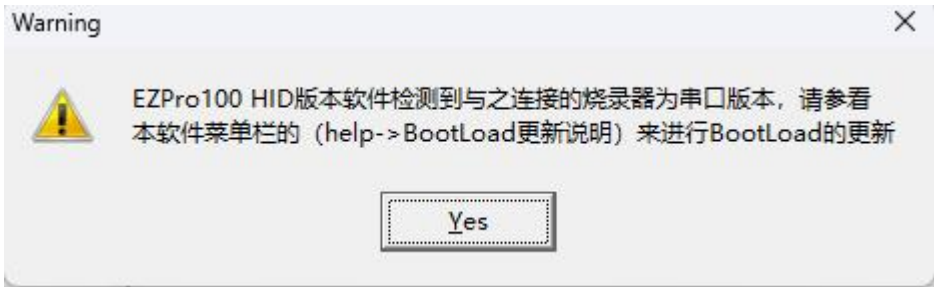 Warning
EZPro100 HID版本软件检测到与之连接的烧录器为串口版本，请参看
本软件菜单栏的（help->BootLoad更新说明）来进行BootLoad的更新
Yes